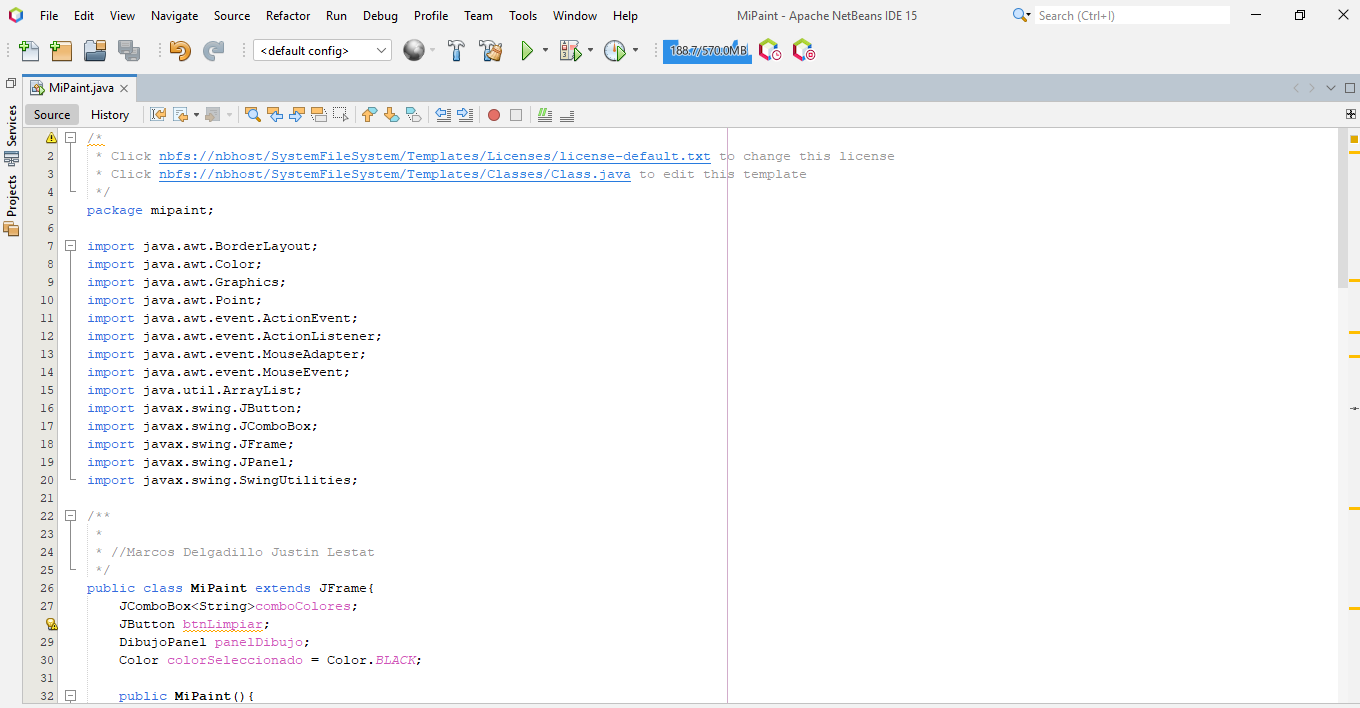 File Edit View Navigate Source Refactor Run Debug Profile Team Tools Window Help MiPaint - Apache NetBeans IDE 15 Search (Ctrl+I)
<default config> 188.7/570.0MB
MiPaint.java
Source History
Services
Projects
/*
2 * Click nbfs://nbhost/SystemFileSystem/Templates/Licenses/license-default.txt to change this license
3 * Click nbfs://nbhost/SystemFileSystem/Templates/Classes/Class.java to edit this template
4 */
5 package mipaint;
6
7 import java.awt.BorderLayout;
8 import java.awt.Color;
9 import java.awt.Graphics;
10 import java.awt.Point;
11 import java.awt.event.ActionEvent;
12 import java.awt.event.ActionListener;
13 import java.awt.event.MouseAdapter;
14 import java.awt.event.MouseEvent;
15 import java.util.ArrayList;
16 import javax.swing.JButton;
17 import javax.swing.JComboBox;
18 import javax.swing.JFrame;
19 import javax.swing.JPanel;
20 import javax.swing.SwingUtilities;
21
22 /**
23 *
24 * //Marcos Delgadillo Justin Lestat
25 */
26 public class MiPaint extends JFrame{
27 JComboBox<String>comboColores;
JButton btnLimpiar;
29 DibujoPanel panelDibujo;
30 Color colorSeleccionado = Color.BLACK;
31
32 public MiPaint(){